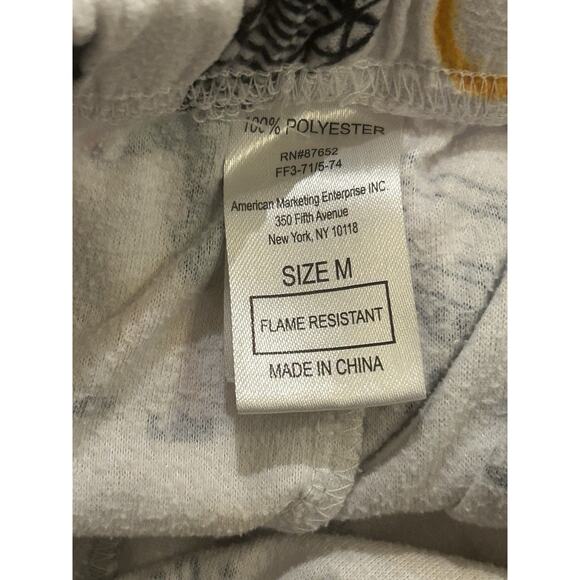 100% POLYESTER
RN#87652
FF3-71/5-74
American Marketing Enterprise INC.
350 Fifth Avenue
New York, NY 10118
SIZE M
FLAME RESISTANT
MADE IN CHINA